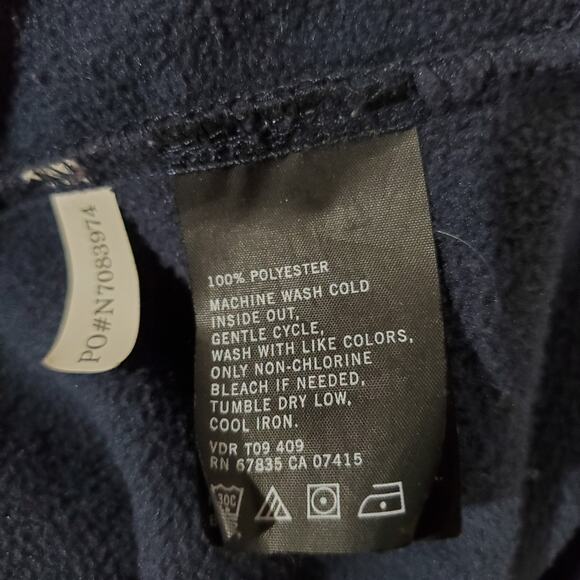 PO#N7083974
100% POLYESTER
MACHINE WASH COLD
INSIDE OUT,
GENTLE CYCLE,
WASH WITH LIKE COLORS,
ONLY NON-CHLORINE
BLEACH IF NEEDED,
TUMBLE DRY LOW,
COOL IRON.
VDR T09 409
RN 67835 CA 07415
30C